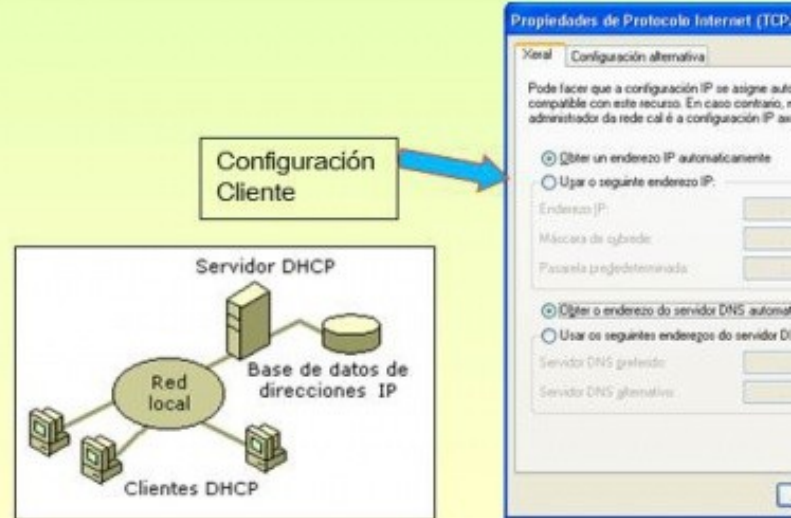 Configuración
Cliente
Servidor DHCP
Base de datos de
direcciones IP
Red
local
Clientes DHCP
Propiedades de Protocolo Internet (TCP
Xeral
Configuración alternativa
Pode facer que a configuración IP se asigne
compatible con este recurso. En caso contrario,
administrador da rede cal é a configuración IP
Obter un enderezo IP automaticamente
Usar o seguinte enderezo IP:
Enderezo IP:
Máscara de subrede:
Pasarela predeterminada:
Obter o enderezo do servidor DNS
Usar os seguintes enderezos do servidor
Servidor DNS preferido:
Servidor DNS alternativo: